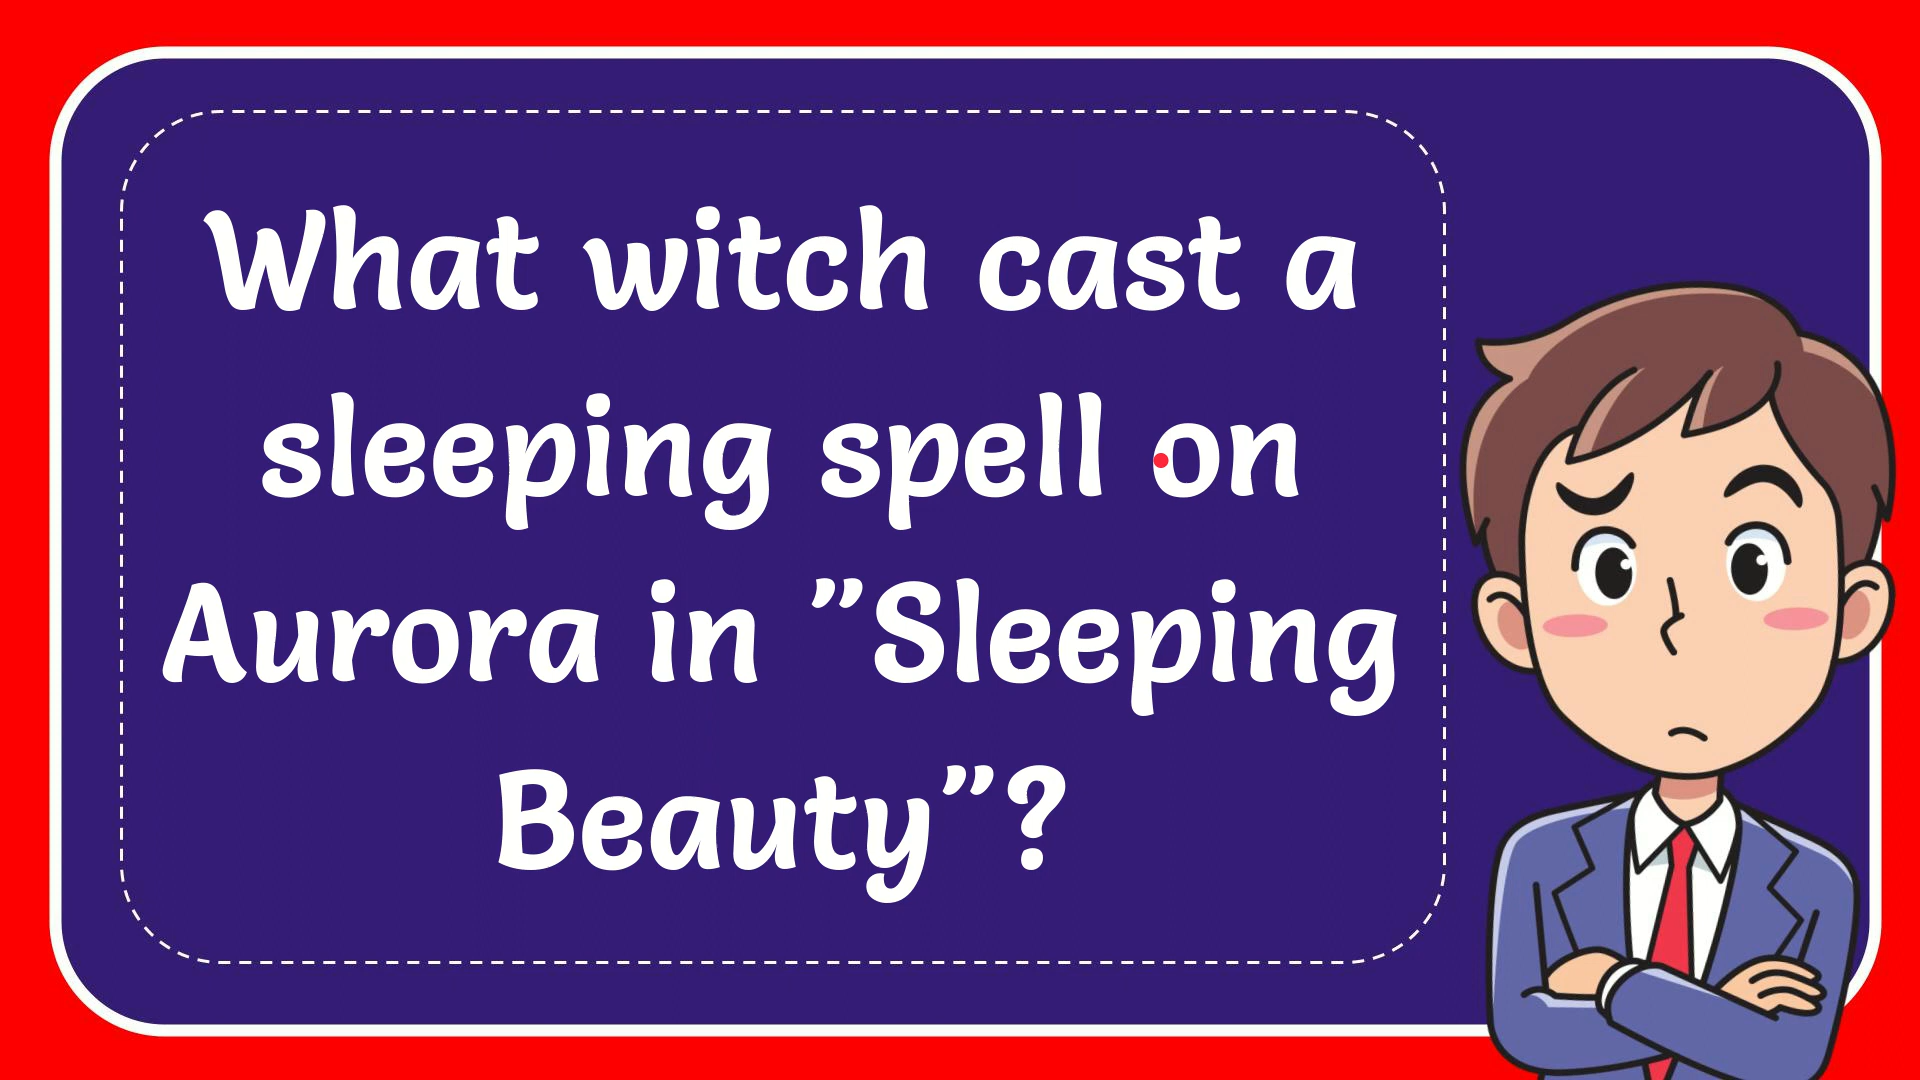 What witch cast a
sleeping spell on
Aurora in ”Sleeping
Beauty”?